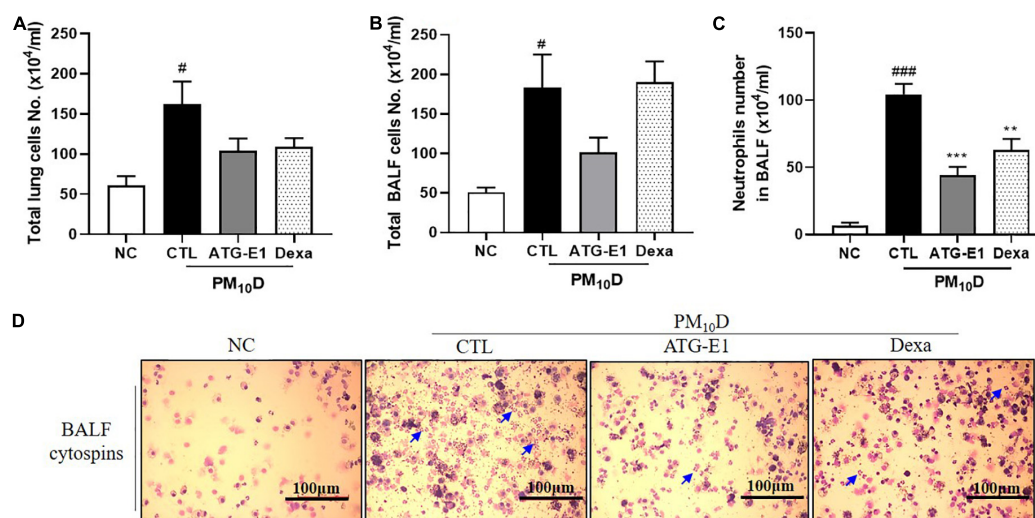 A
Total lung cells No. (x10⁴/ml)
250
200
150
100
50
0
#
NC CTL ATG-E1 Dexa
PM₁₀D
B
Total BALF cells No. (x10⁴/ml)
250
200
150
100
50
0
#
NC CTL ATG-E1 Dexa
PM₁₀D
C
Neutrophils number
in BALF (x10⁴/ml)
150
100
50
0
###
***
**
NC CTL ATG-E1 Dexa
PM₁₀D
D
PM₁₀D
NC CTL ATG-E1 Dexa
BALF
cytospins
100μm 100μm 100μm 100μm